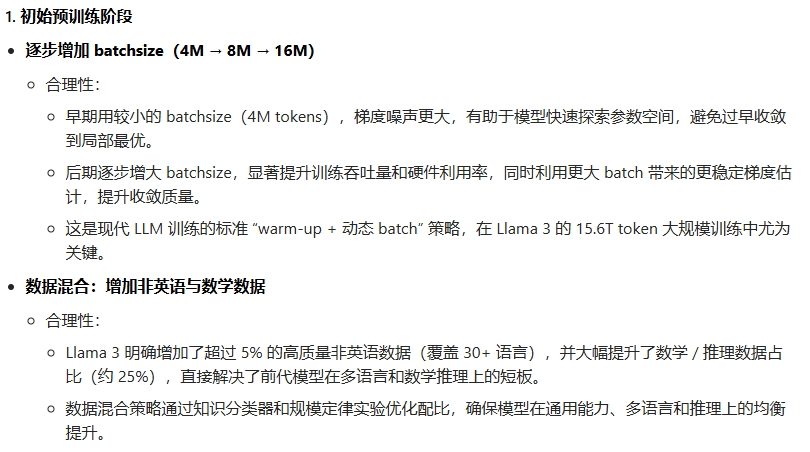 1. 初始预训练阶段
逐步增加 batchsize（4M → 8M → 16M）
合理性：
早期用较小的 batchsize（4M tokens），梯度噪声更大，有助于模型快速探索参数空间，避免过早收敛
到局部最优。
后期逐步增大 batchsize，显著提升训练吞吐量和硬件利用率，同时利用更大 batch 带来的更稳定梯度估
计，提升收敛质量。
这是现代 LLM 训练的标准 “warm-up + 动态 batch” 策略，在 Llama 3 的 15.6T token 大规模训练中尤为
关键。
数据混合：增加非英语与数学数据
合理性：
Llama 3 明确增加了超过 5% 的高质量非英语数据（覆盖 30+ 语言），并大幅提升了数学 / 推理数据占
比（约 25%），直接解决了前代模型在多语言和数学推理上的短板。
数据混合策略通过知识分类器和规模定律实验优化配比，确保模型在通用能力、多语言和推理上的均衡
提升。